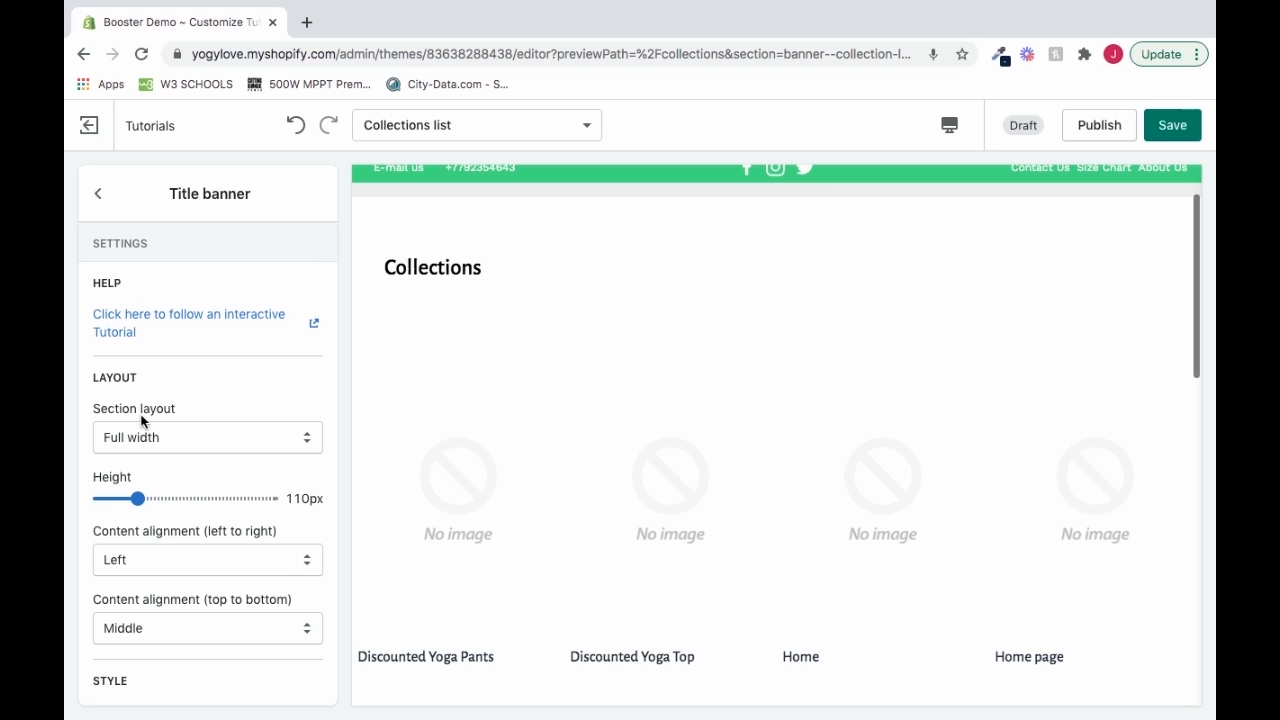 Booster Demo ~ Customize Tu
yogylove.myshopify.com/admin/themes/83638288438/editor?previewPath=%2Fcollections&section=banner--collection-l...
J
Update
Apps
W3 SCHOOLS
500W MPPT Prem...
City-Data.com - S...
Tutorials
Collections list
Draft
Publish
Save
Title banner
SETTINGS
HELP
Click here to follow an interactive
Tutorial
LAYOUT
Section layout
Full width
Height
110px
Content alignment (left to right)
Left
Content alignment (top to bottom)
Middle
STYLE
E-mail us +7792354643
Contact Us Size Chart About Us
Collections
No image No image No image No image
Discounted Yoga Pants Discounted Yoga Top Home Home page